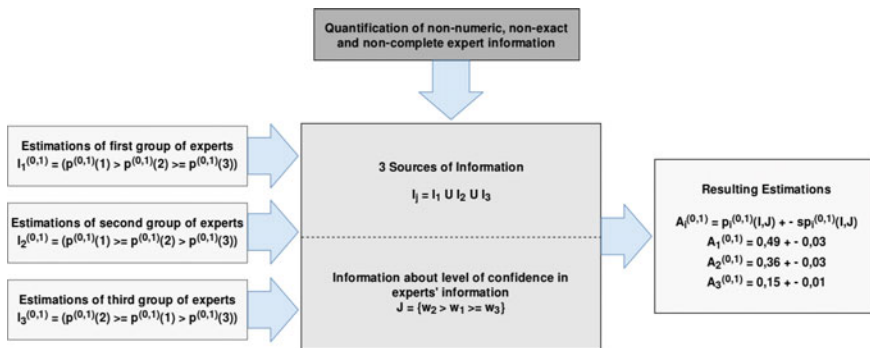 Quantification of non-numeric, non-exact
and non-complete expert information
Estimations of first group of experts
I₁⁽⁰,¹⁾ = (p⁽⁰,¹⁾(1) > p⁽⁰,¹⁾(2) >= p⁽⁰,¹⁾(3))
Estimations of second group of experts
I₂⁽⁰,¹⁾ = (p⁽⁰,¹⁾(1) >= p⁽⁰,¹⁾(2) > p⁽⁰,¹⁾(3))
Estimations of third group of experts
I₃⁽⁰,¹⁾ = (p⁽⁰,¹⁾(2) >= p⁽⁰,¹⁾(1) > p⁽⁰,¹⁾(3))
3 Sources of Information
Iⱼ = I₁ U I₂ U I₃
Information about level of confidence in
experts' information
J = {w₂ > w₁ >= w₃}
Resulting Estimations
Aᵢ⁽⁰,¹⁾ = pᵢ⁽⁰,¹⁾(I,J) + - spᵢ⁽⁰,¹⁾(I,J)
A₁⁽⁰,¹⁾ = 0,49 + - 0,03
A₂⁽⁰,¹⁾ = 0,36 + - 0,03
A₃⁽⁰,¹⁾ = 0,15 + - 0,01